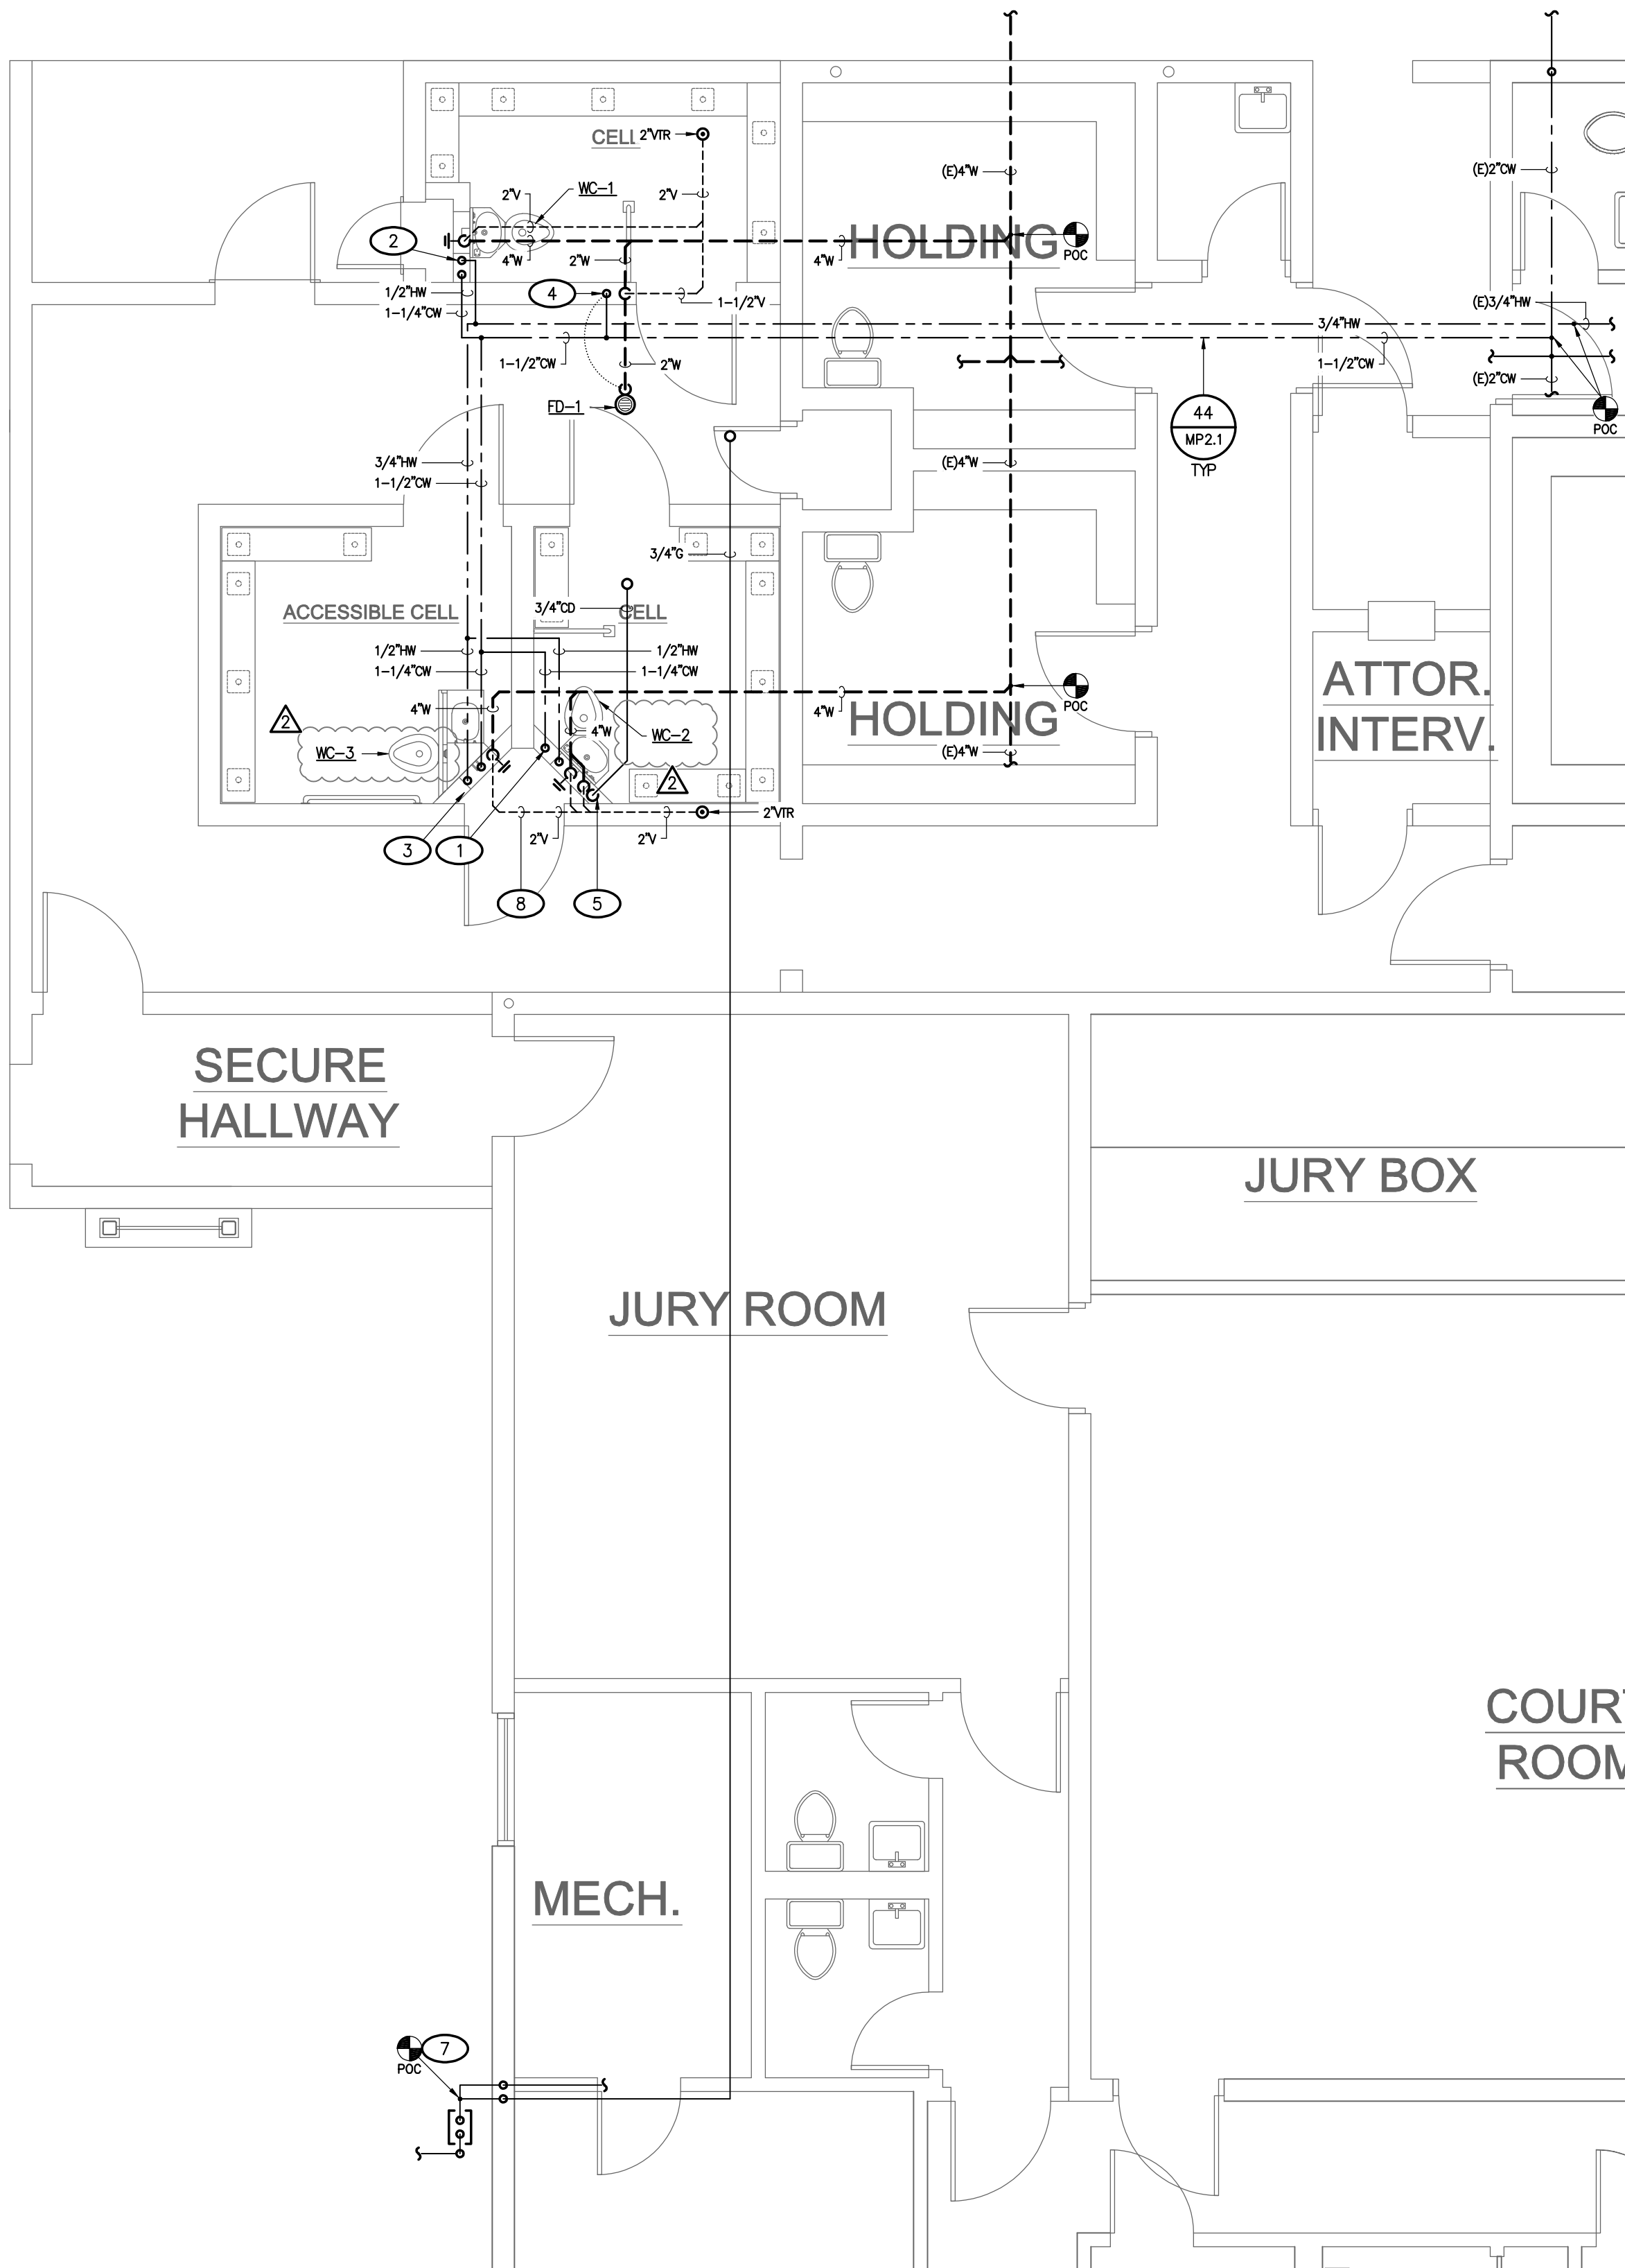 CELL
2"VTR
(E)4"W
(E)2"CW
2"V
WC-1
2"V
2
HOLDING
POC
4"W
2"W
4"W
1/2"HW
4
1-1/2"V
(E)3/4"HW
1-1/4"CW
3/4"HW
1-1/2"CW
2"W
1-1/2"CW
(E)2"CW
FD-1
44
MP2.1
TYP
POC
3/4"HW
(E)4"W
1-1/2"CW
3/4"G
ACCESSIBLE CELL
3/4"CD
CELL
1/2"HW
1/2"HW
1-1/4"CW
1-1/4"CW
ATTOR.
INTERV.
4"W
4"W
POC
2
HOLDING
4"W
WC-2
WC-3
(E)4"W
2
2"VTR
3
1
2"V
2"V
8
5
SECURE
HALLWAY
JURY BOX
JURY ROOM
COURT
ROOM
MECH.
7
POC